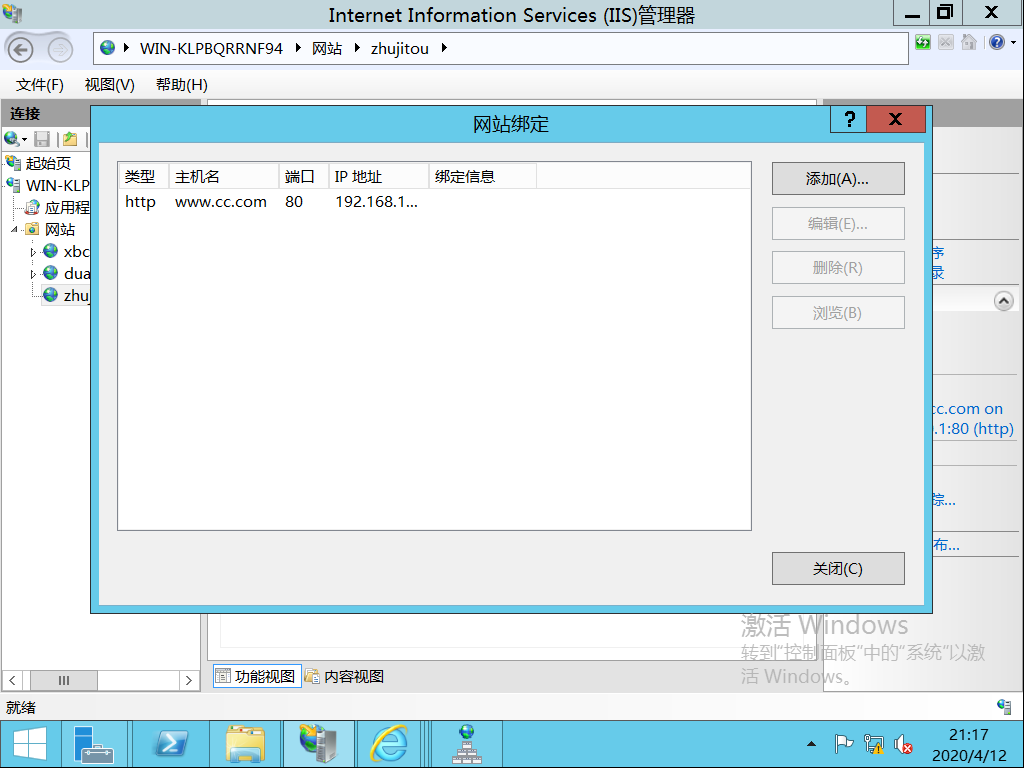 Internet Information Services (IIS)管理器
WIN-KLPBQRRNF94 网站 zhujitou
文件(F) 视图(V) 帮助(H)
连接
起始页
WIN-KLP
应用程
网站
xbc
dua
zhuj
网站绑定
类型 主机名 端口 IP 地址 绑定信息
http www.cc.com 80 192.168.1...
添加(A)...
编辑(E)...
删除(R)
浏览(B)
关闭(C)
序
录
cc.com on
.1:80 (http)
踪...
布...
功能视图 内容视图
激活 Windows
转到"控制面板"中的"系统"以激
活 Windows。
就绪
21:17
2020/4/12